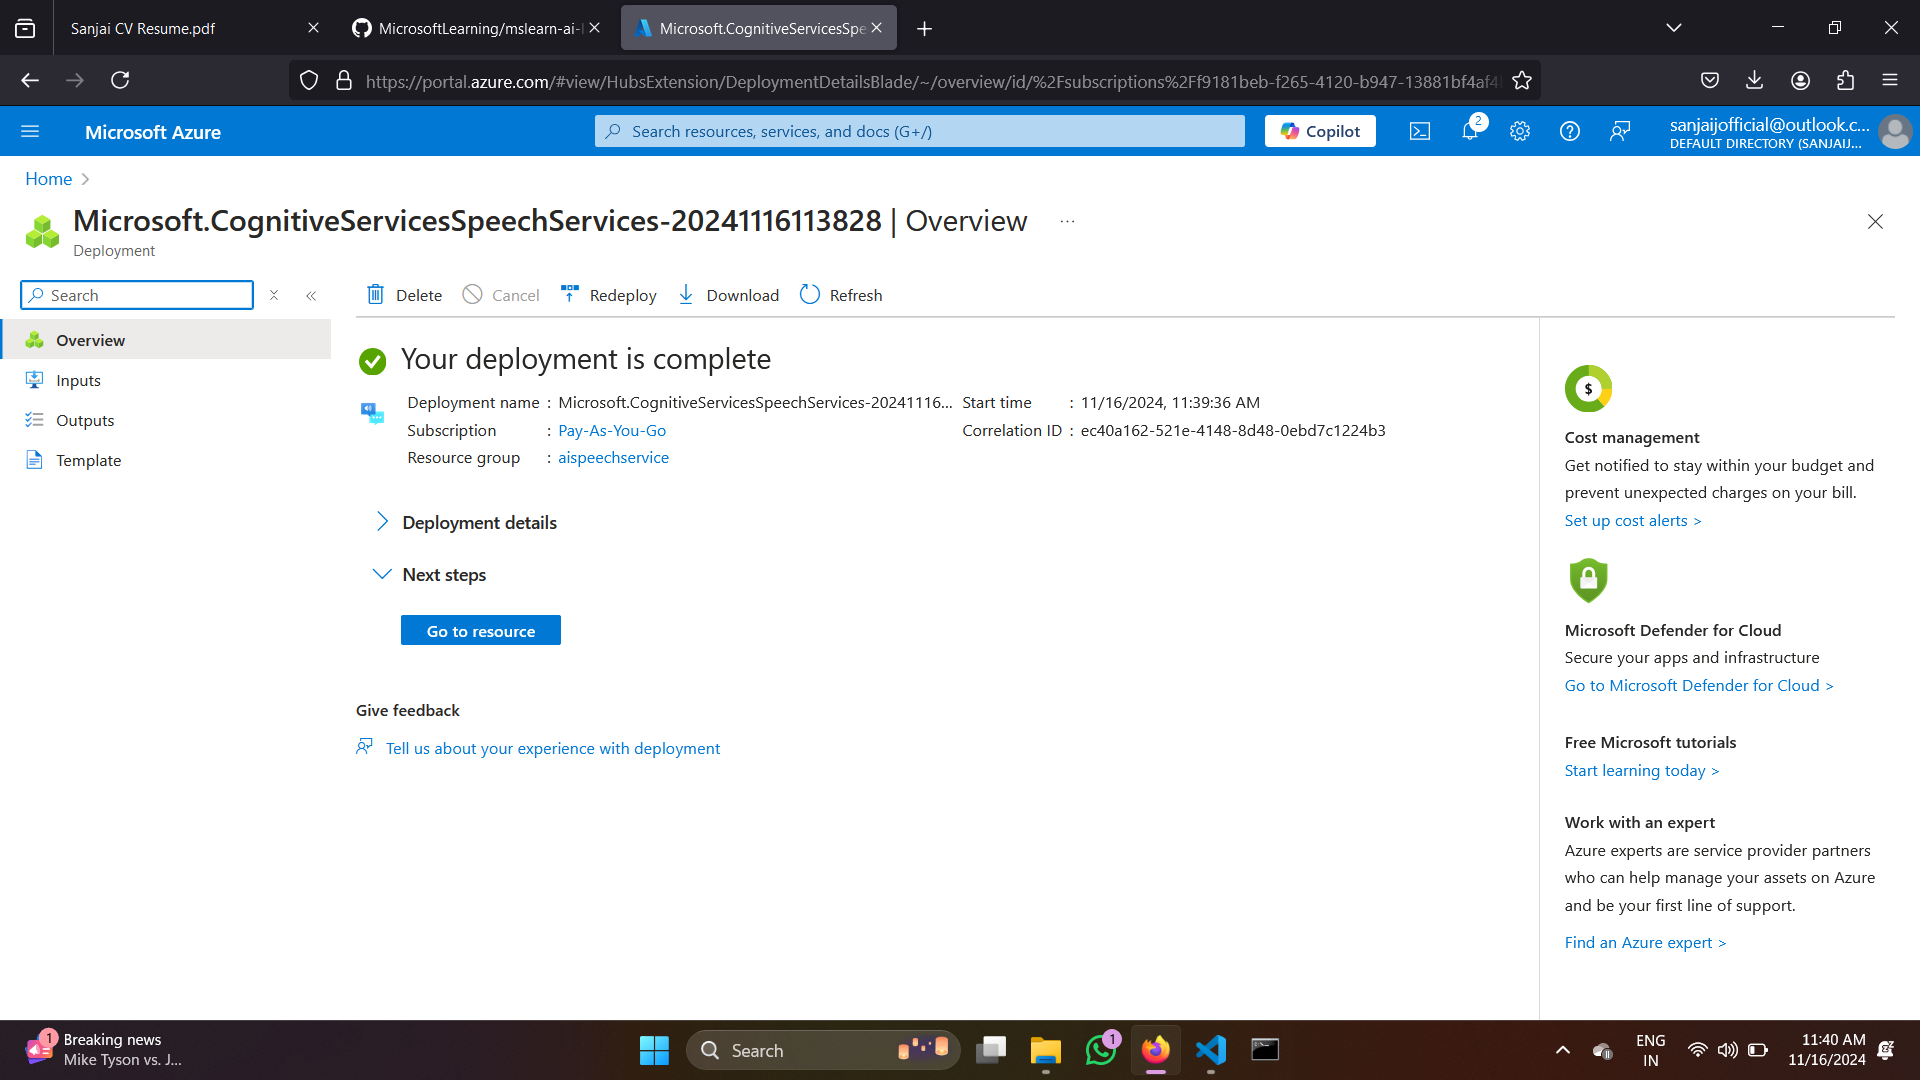 Sanjai CV Resume.pdf
MicrosoftLearning/mslearn-ai-
Microsoft.CognitiveServicesSpe
https://portal.azure.com/#view/HubsExtension/DeploymentDetailsBlade/~/overview/id/%2Fsubscriptions%2Ff9181beb-f265-4120-b947-13881bf4af4
Microsoft Azure
Search resources, services, and docs (G+/)
Copilot
2
sanjaijofficial@outlook.c...
DEFAULT DIRECTORY (SANJAIJ...
Home
Microsoft.CognitiveServicesSpeechServices-20241116113828 | Overview
...
Deployment
Search
Delete
Cancel
Redeploy
Download
Refresh
Overview
Inputs
Outputs
Template
Your deployment is complete
Deployment name : Microsoft.CognitiveServicesSpeechServices-20241116...
Subscription : Pay-As-You-Go
Resource group : aispeechservice
Start time : 11/16/2024, 11:39:36 AM
Correlation ID : ec40a162-521e-4148-8d48-0ebd7c1224b3
Deployment details
Next steps
Go to resource
Give feedback
Tell us about your experience with deployment
$
Cost management
Get notified to stay within your budget and
prevent unexpected charges on your bill.
Set up cost alerts >
Microsoft Defender for Cloud
Secure your apps and infrastructure
Go to Microsoft Defender for Cloud >
Free Microsoft tutorials
Start learning today >
Work with an expert
Azure experts are service provider partners
who can help manage your assets on Azure
and be your first line of support.
Find an Azure expert >
1
Breaking news
Mike Tyson vs. J...
Search
1
ENG
IN
11:40 AM
11/16/2024